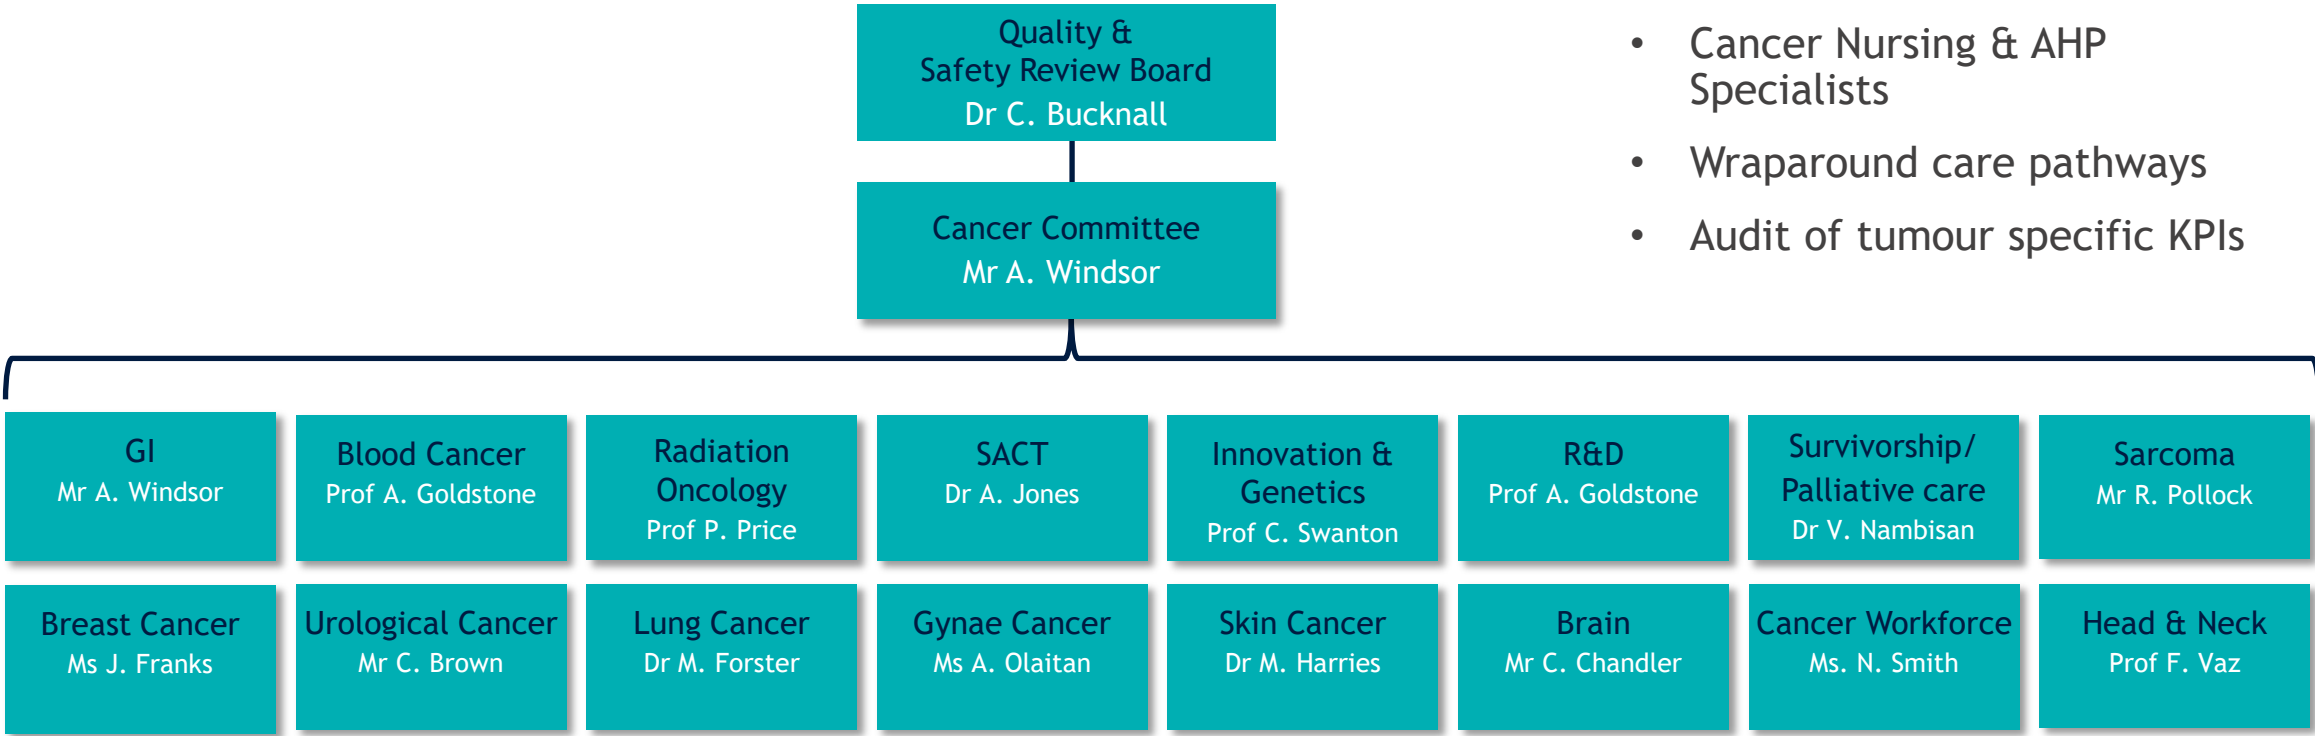 Quality &
Safety Review Board
Dr C. Bucknall
Cancer Committee
Mr A. Windsor
• Cancer Nursing & AHP
Specialists
• Wraparound care pathways
• Audit of tumour specific KPIs
GI
Mr A. Windsor
Blood Cancer
Prof A. Goldstone
Radiation
Oncology
Prof P. Price
SACT
Dr A. Jones
Innovation &
Genetics
Prof C. Swanton
R&D
Prof A. Goldstone
Survivorship/
Palliative care
Dr V. Nambisan
Sarcoma
Mr R. Pollock
Breast Cancer
Ms J. Franks
Urological Cancer
Mr C. Brown
Lung Cancer
Dr M. Forster
Gynae Cancer
Ms A. Olaitan
Skin Cancer
Dr M. Harries
Brain
Mr C. Chandler
Cancer Workforce
Ms. N. Smith
Head & Neck
Prof F. Vaz